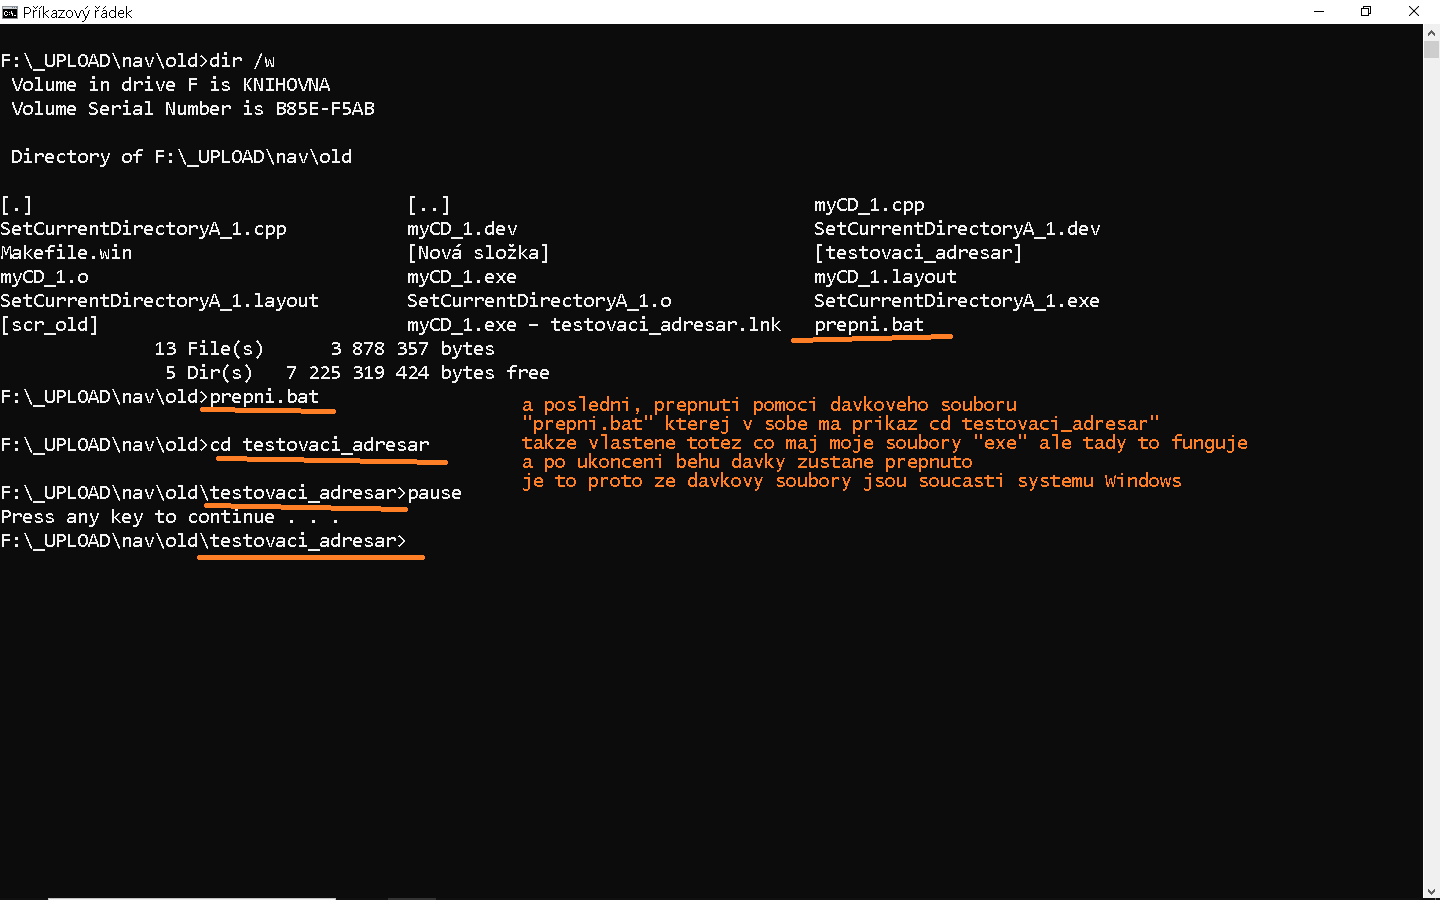 Příkazový řádek
F:\_UPLOAD\nav\old>dir /w
Volume in drive F is KNIHOVNA
Volume Serial Number is B85E-F5AB
Directory of F:\_UPLOAD\nav\old
[.] [..] myCD_1.cpp
SetCurrentDirectoryA_1.cpp myCD_1.dev SetCurrentDirectoryA_1.dev
Makefile.win [Nová složka] [testovaci_adresar]
myCD_1.o myCD_1.exe myCD_1.layout
SetCurrentDirectoryA_1.layout SetCurrentDirectoryA_1.o SetCurrentDirectoryA_1.exe
[scr_old] myCD_1.exe – testovaci_adresar.lnk prepni.bat
13 File(s) 3 878 357 bytes
5 Dir(s) 7 225 319 424 bytes free
F:\_UPLOAD\nav\old>prepni.bat
F:\_UPLOAD\nav\old>cd testovaci_adresar
F:\_UPLOAD\nav\old\testovaci_adresar>pause
Press any key to continue . . .
F:\_UPLOAD\nav\old\testovaci_adresar>
a posledni, prepnuti pomoci davkoveho souboru
"prepni.bat" kterej v sobe ma prikaz cd testovaci_adresar"
takze vlastene totez co maj moje soubory "exe" ale tady to funguje
a po ukonceni behu davky zustane prepnuto
je to proto ze davkovy soubory jsou soucasti systemu Windows